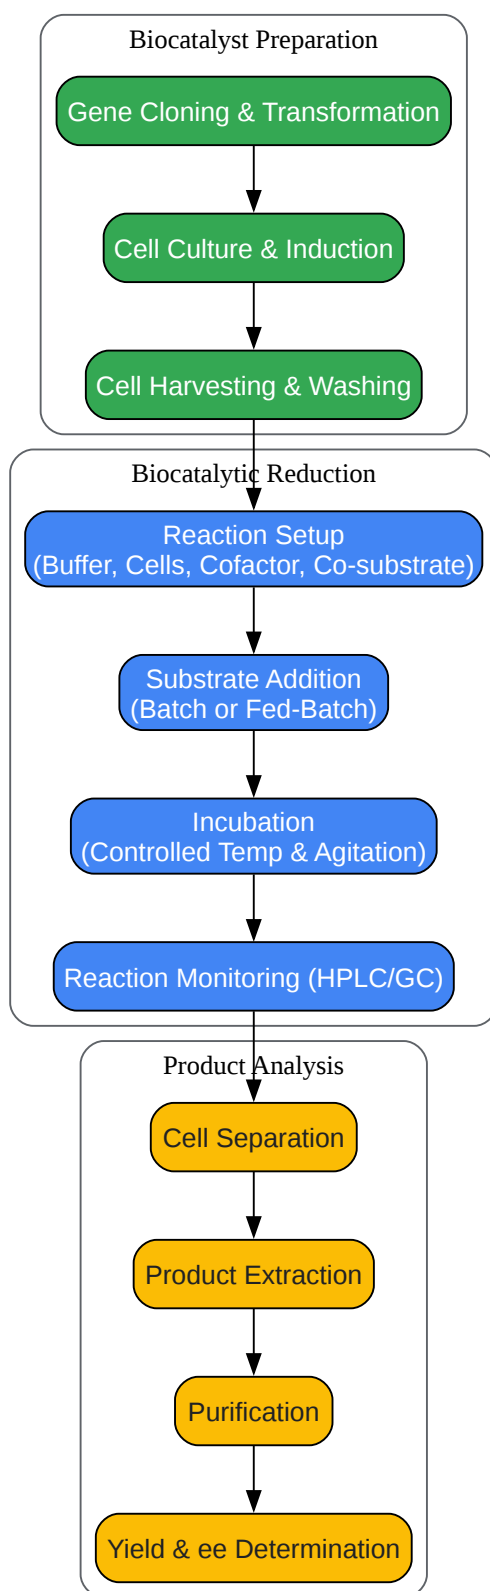 Biocatalyst Preparation
Gene Cloning & Transformation
Cell Culture & Induction
Cell Harvesting & Washing
Biocatalytic Reduction
Reaction Setup
(Buffer, Cells, Cofactor, Co-substrate)
Substrate Addition
(Batch or Fed-Batch)
Incubation
(Controlled Temp & Agitation)
Reaction Monitoring (HPLC/GC)
Product Analysis
Cell Separation
Product Extraction
Purification
Yield & ee Determination